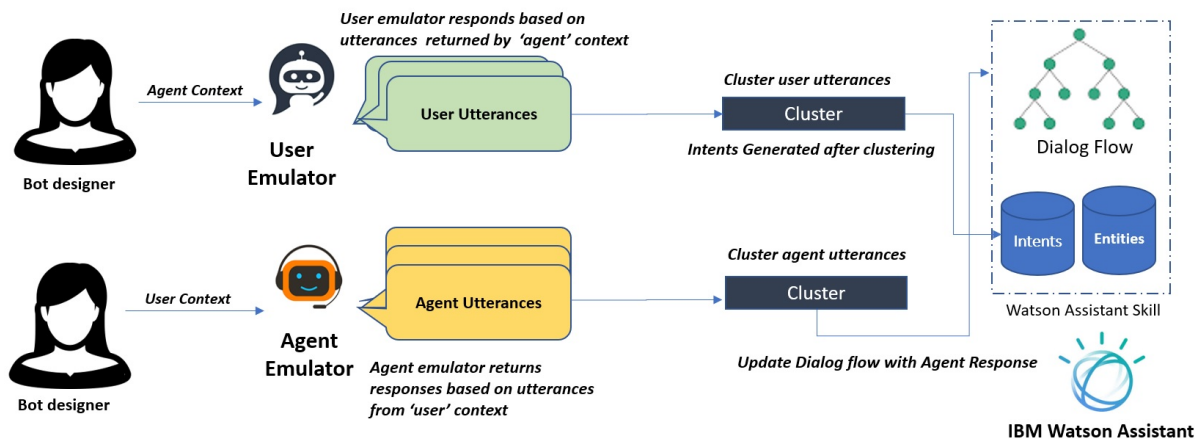 User emulator responds based on
utterances returned by ‘agent’ context
Agent Context
User Utterances
Cluster user utterances
Cluster
Intents Generated after clustering
User
Emulator
Bot designer
Dialog Flow
Intents
Entities
Watson Assistant Skill
User Context
Agent Utterances
Cluster agent utterances
Cluster
Agent
Emulator
Agent emulator returns
responses based on utterances
from ‘user’ context
Update Dialog flow with Agent Response
Bot designer
IBM Watson Assistant